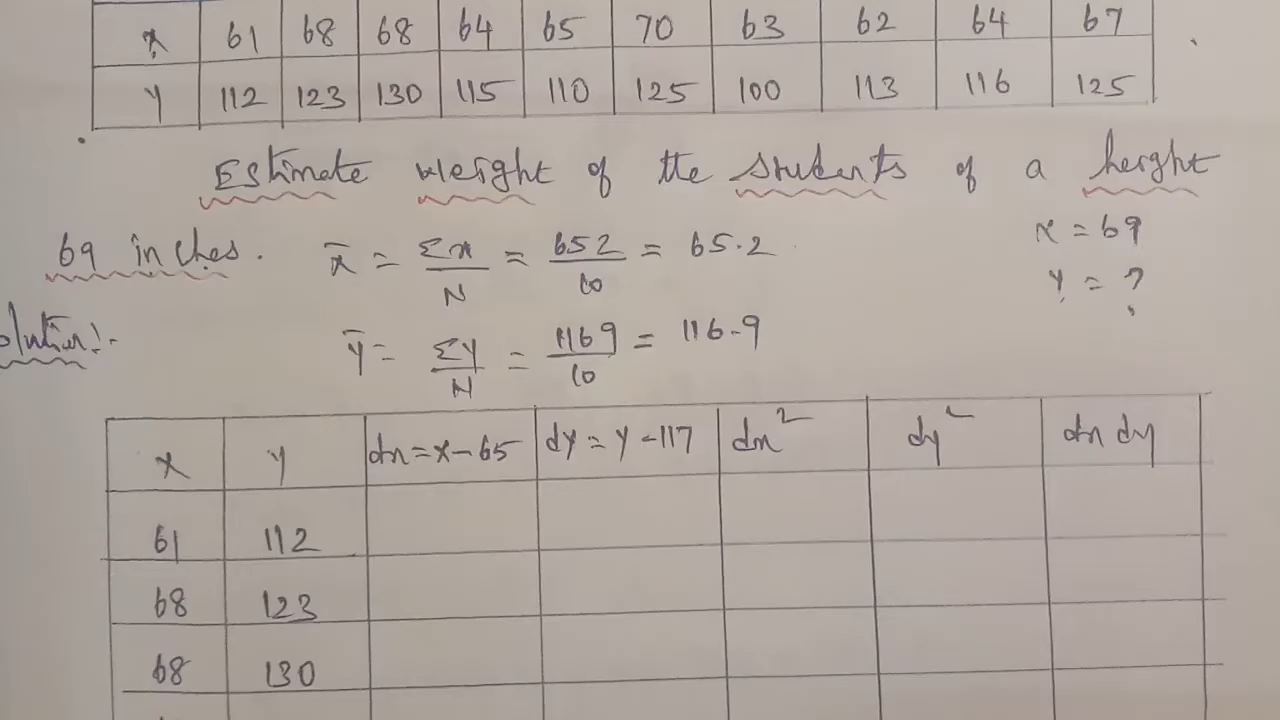 x 61 68 68 64 65 70 63 62 64 67
Y 112 123 130 115 110 125 100 113 116 125
Estimate weight of the students of a height
69 inches. x̄ = Σx/N = 652/10 = 65.2 x = 69
Y = ?
olution:-
ȳ = ΣY/N = 1169/10 = 116.9
x y dx = x - 65 dy = y - 117 dx² dy² dx dy
61 112
68 123
68 130